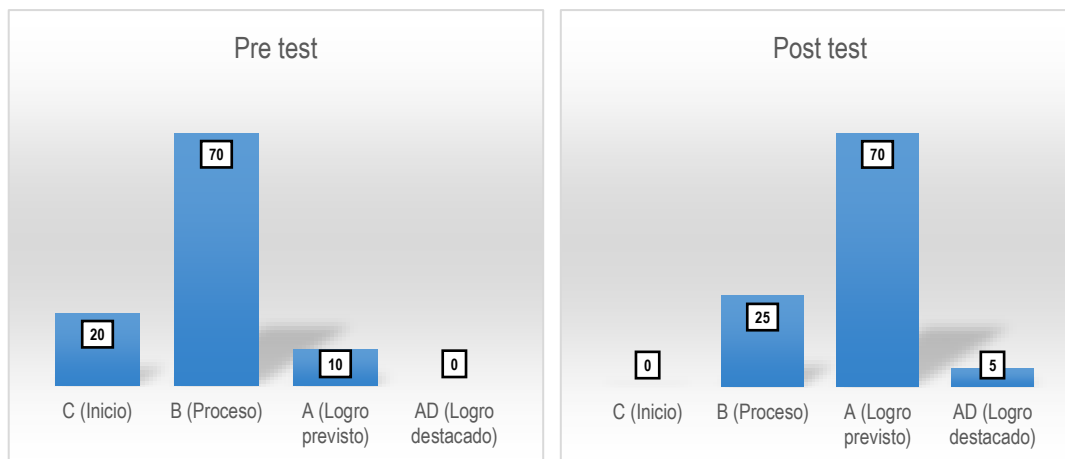 Pre test
70
20
10
0
C (Inicio)
B (Proceso)
A (Logro
previsto)
AD (Logro
destacado)
Post test
70
25
0
5
C (Inicio)
B (Proceso)
A (Logro
previsto)
AD (Logro
destacado)